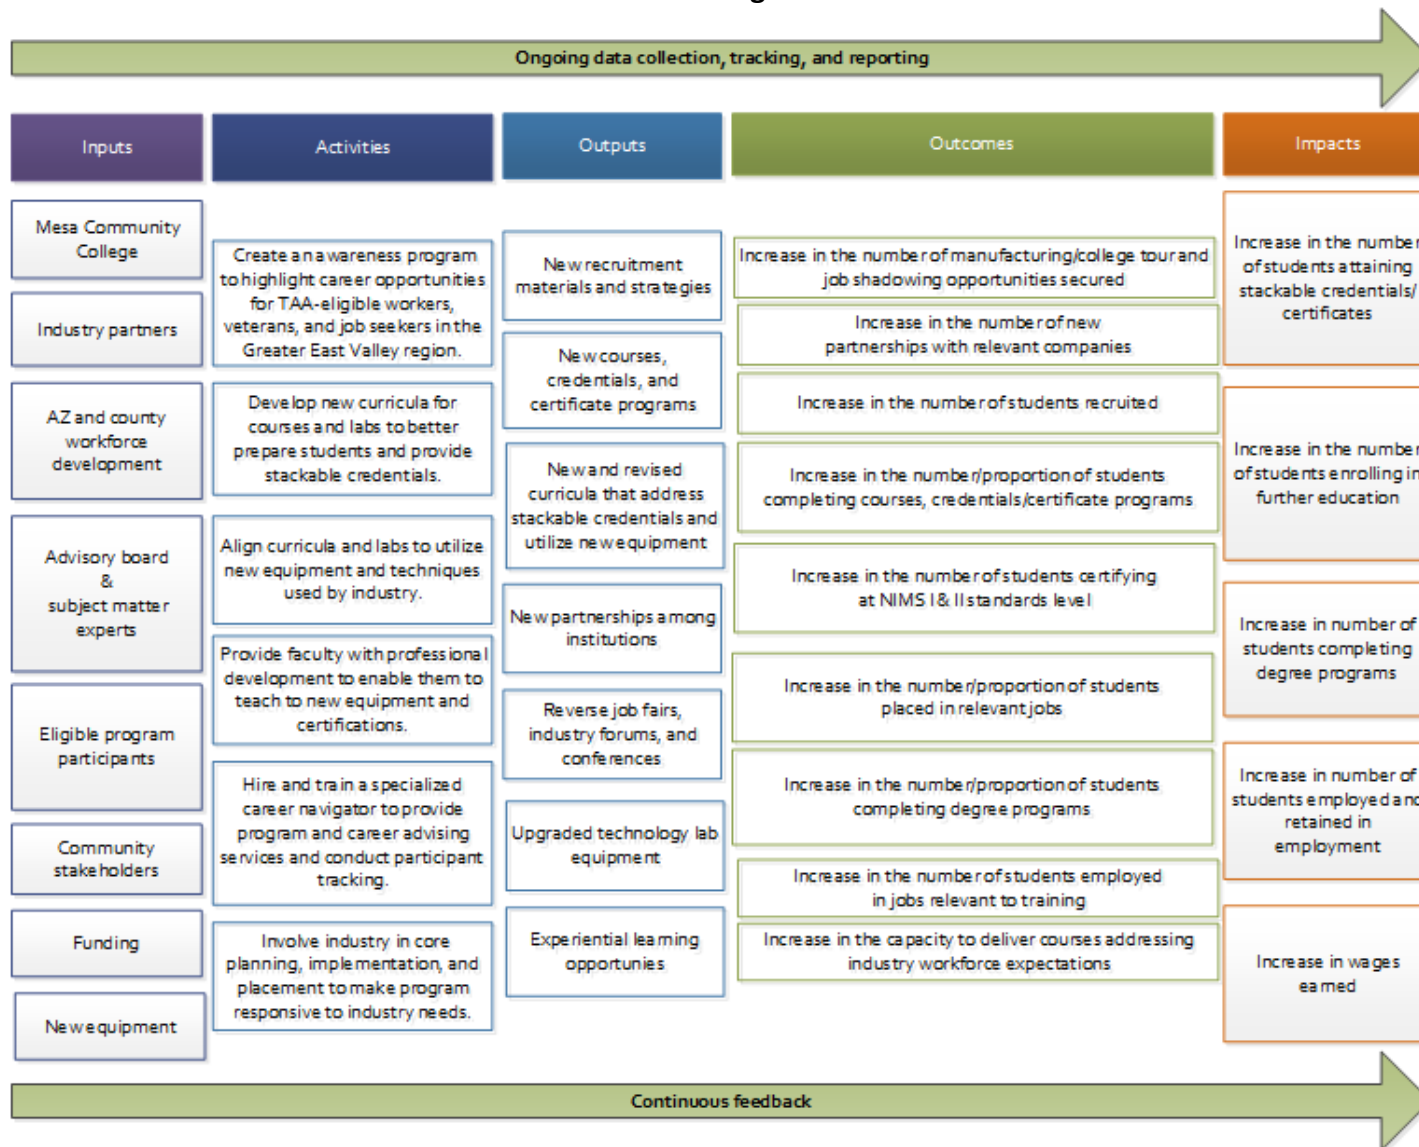 Ongoing data collection, tracking, and reporting
Inputs
Activities
Outputs
Outcomes
Impacts
Mesa Community
College
Industry partners
AZ and county
workforce
development
Advisory board
&
subject matter
experts
Eligible program
participants
Community
stakeholders
Funding
New equipment
Create an awareness program
to highlight career opportunities
for TAA-eligible workers,
veterans, and job seekers in the
Greater East Valley region.
Develop new curricula for
courses and labs to better
prepare students and provide
stackable credentials.
Align curricula and labs to utilize
new equipment and techniques
used by industry.
Provide faculty with professional
development to enable them to
teach to new equipment and
certifications.
Hire and train a specialized
career navigator to provide
program and career advising
services and conduct participant
tracking.
Involve industry in core
planning, implementation, and
placement to make program
responsive to industry needs.
New recruitment
materials and strategies
New courses,
credentials, and
certificate programs
New and revised
curricula that address
stackable credentials and
utilize new equipment
New partnerships among
institutions
Reverse job fairs,
industry forums, and
conferences
Upgraded technology lab
equipment
Experiential learning
opportunies
Increase in the number of manufacturing/college tour and
job shadowing opportunities secured
Increase in the number of new
partnerships with relevant companies
Increase in the number of students recruited
Increase in the number/proportion of students
completing courses, credentials/certificate programs
Increase in the number of students certifying
at NIMS I & II standards level
Increase in the number/proportion of students
placed in relevant jobs
Increase in the number/proportion of students
completing degree programs
Increase in the number of students employed
in jobs relevant to training
Increase in the capacity to deliver courses addressing
industry workforce expectations
Increase in the number
of students attaining
stackable credentials/
certificates
Increase in the number
of students enrolling in
further education
Increase in number of
students completing
degree programs
Increase in number of
students employed and
retained in
employment
Increase in wages
earned
Continuous feedback